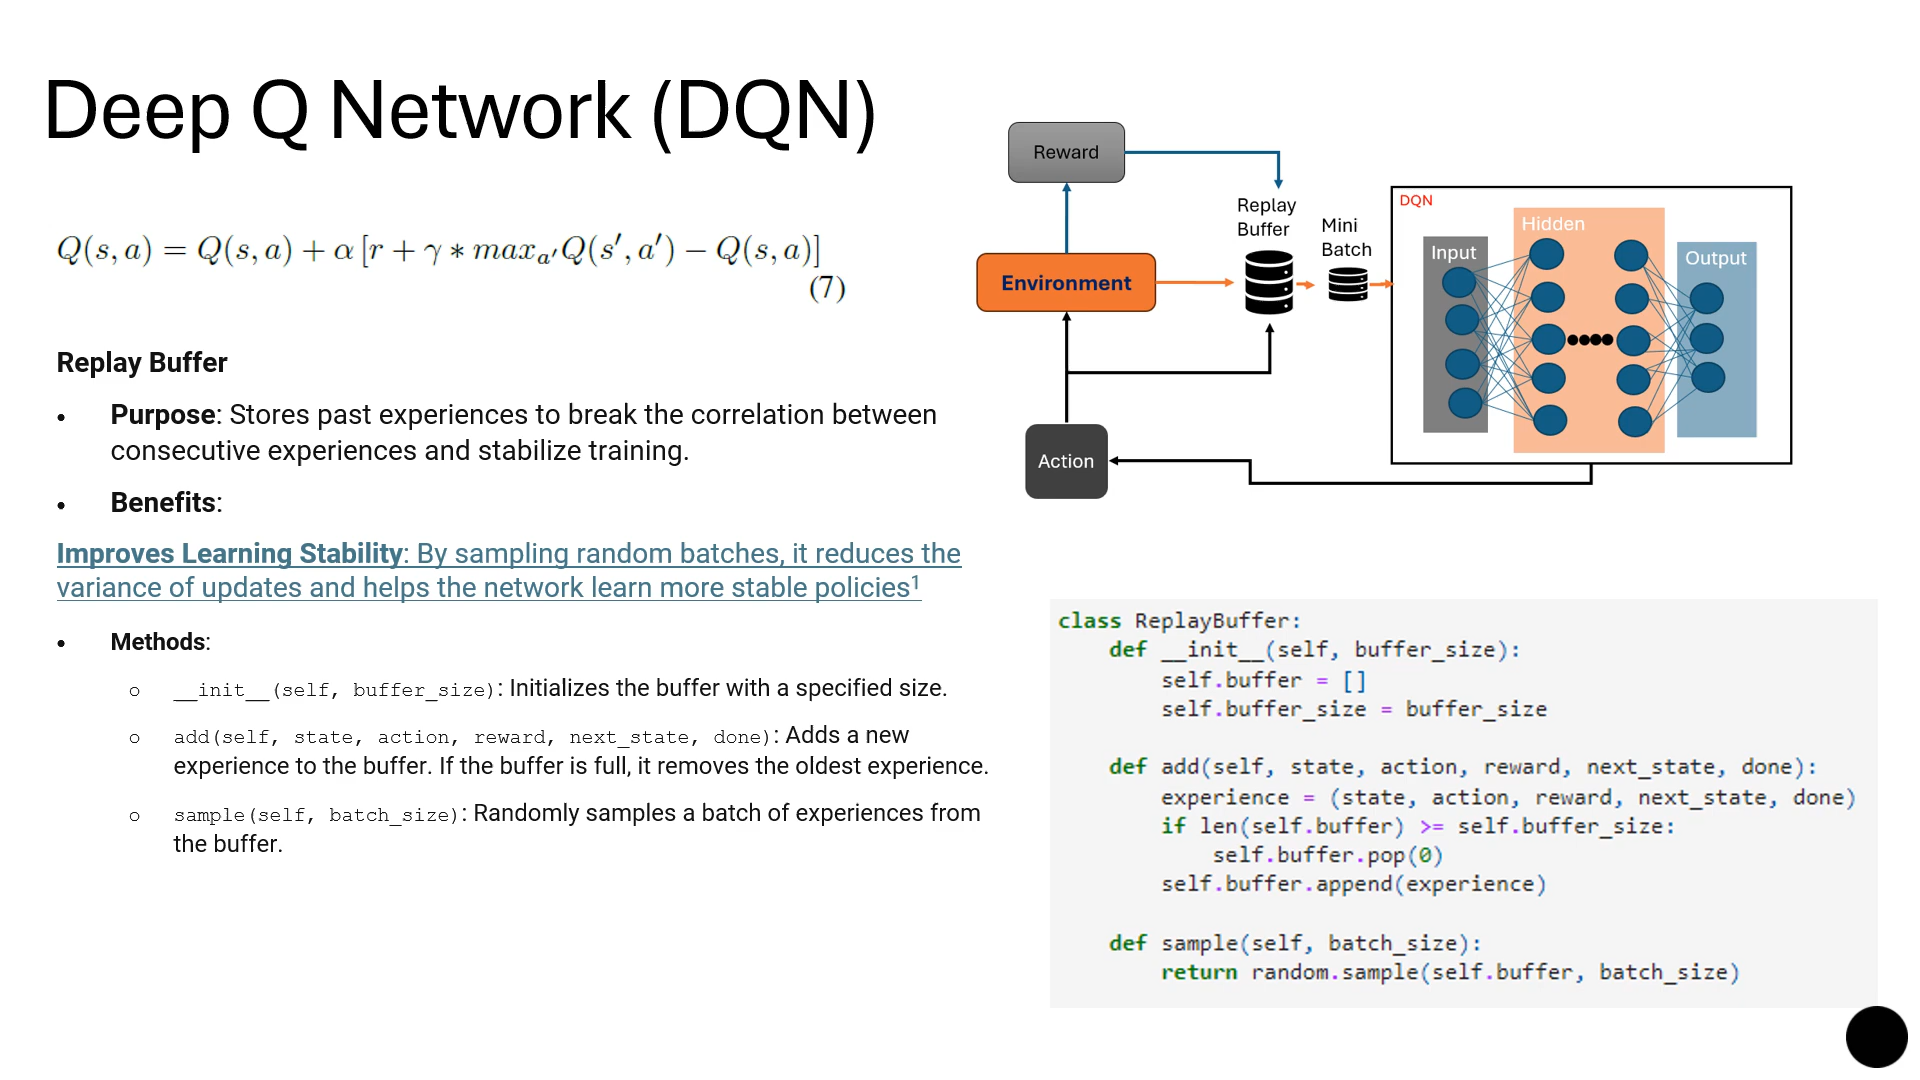 Deep Q Network (DQN)
Q(s, a) = Q(s, a) + α [r + γ ∗ max_{a′}Q(s′, a′) − Q(s, a)]
(7)
Replay Buffer
• Purpose: Stores past experiences to break the correlation between
consecutive experiences and stabilize training.
• Benefits:
Improves Learning Stability: By sampling random batches, it reduces the
variance of updates and helps the network learn more stable policies¹
• Methods:
o __init__(self, buffer_size): Initializes the buffer with a specified size.
o add(self, state, action, reward, next_state, done): Adds a new
experience to the buffer. If the buffer is full, it removes the oldest experience.
o sample(self, batch_size): Randomly samples a batch of experiences from
the buffer.
Reward
Environment
Action
Replay
Buffer
Mini
Batch
DQN
Input
Hidden
Output
class ReplayBuffer:
    def __init__(self, buffer_size):
        self.buffer = []
        self.buffer_size = buffer_size
    def add(self, state, action, reward, next_state, done):
        experience = (state, action, reward, next_state, done)
        if len(self.buffer) >= self.buffer_size:
            self.buffer.pop(0)
        self.buffer.append(experience)
    def sample(self, batch_size):
        return random.sample(self.buffer, batch_size)